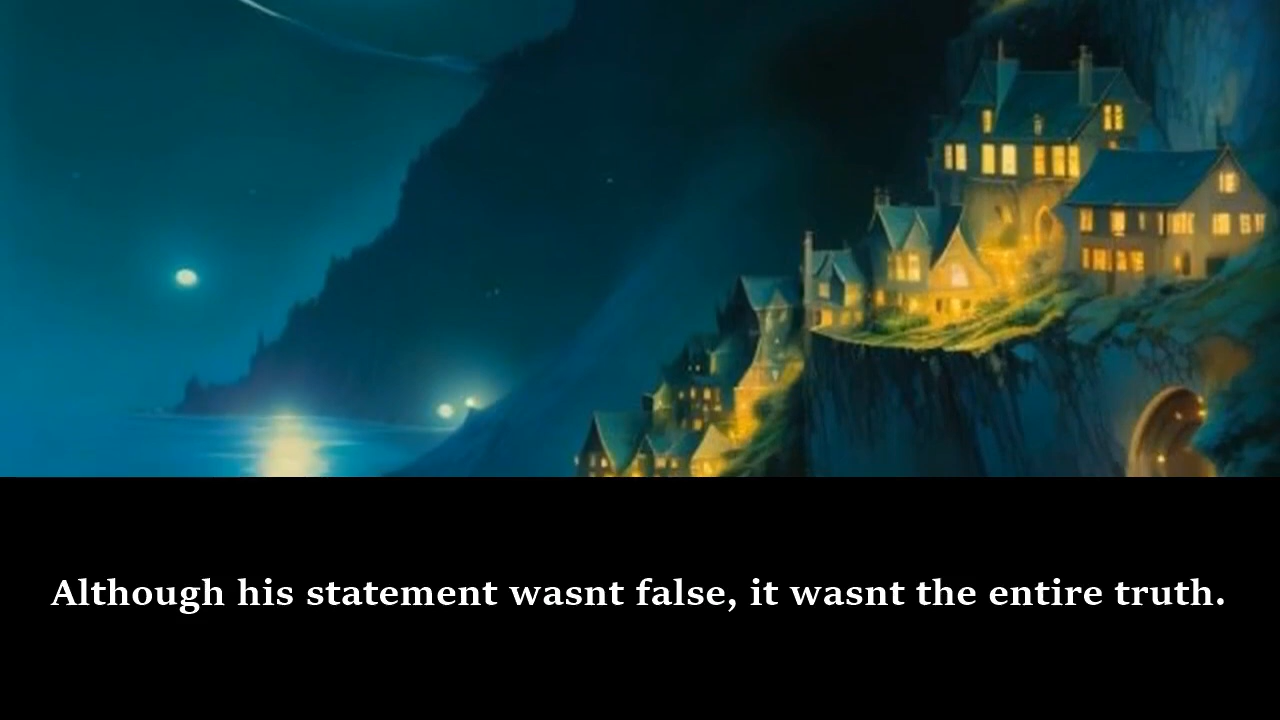 Although his statement wasnt false, it wasnt the entire truth.